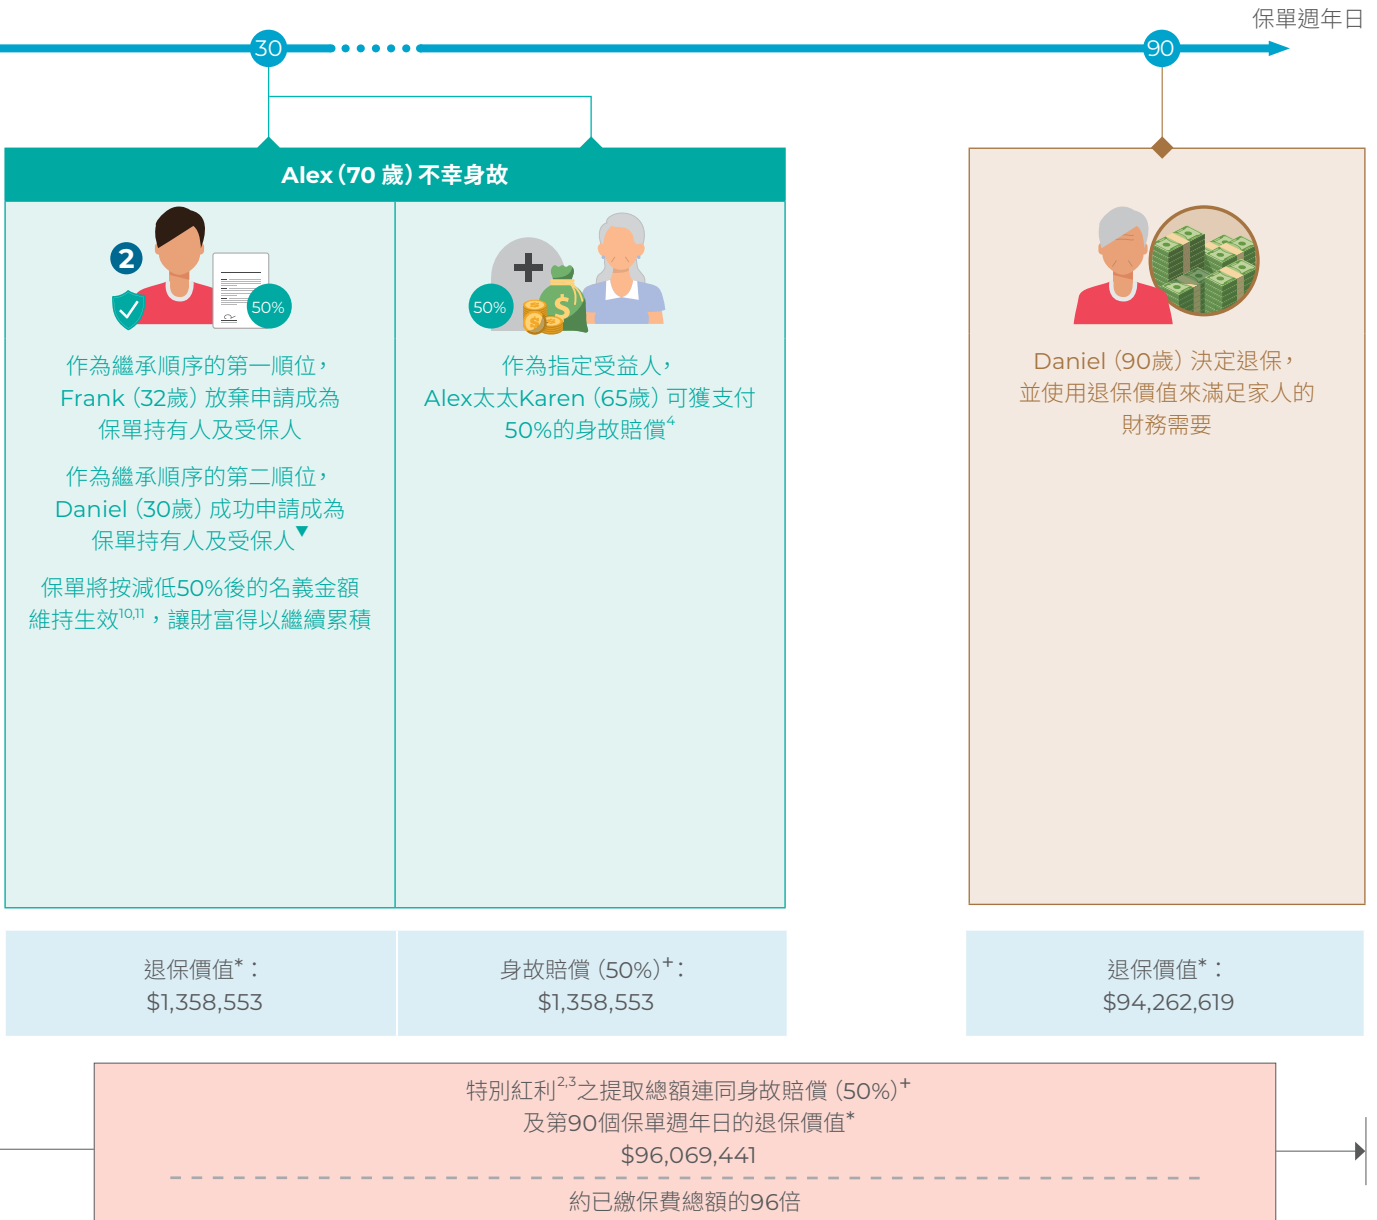 保單週年日
30
90
Alex（70 歲）不幸身故
2
50%
作為繼承順序的第一順位，
Frank（32歲）放棄申請成為
保單持有人及受保人
作為繼承順序的第二順位，
Daniel（30歲）成功申請成為
保單持有人及受保人▼
保單將按減低50%後的名義金額
維持生效10,11，讓財富得以繼續累積
50%
作為指定受益人，
Alex太太Karen（65歲）可獲支付
50%的身故賠償4
Daniel（90歲）決定退保，
並使用退保價值來滿足家人的
財務需要
退保價值*：
$1,358,553
身故賠償（50%）+：
$1,358,553
退保價值*：
$94,262,619
特別紅利2,3之提取總額連同身故賠償（50%）+
及第90個保單週年日的退保價值*
$96,069,441
約已繳保費總額的96倍